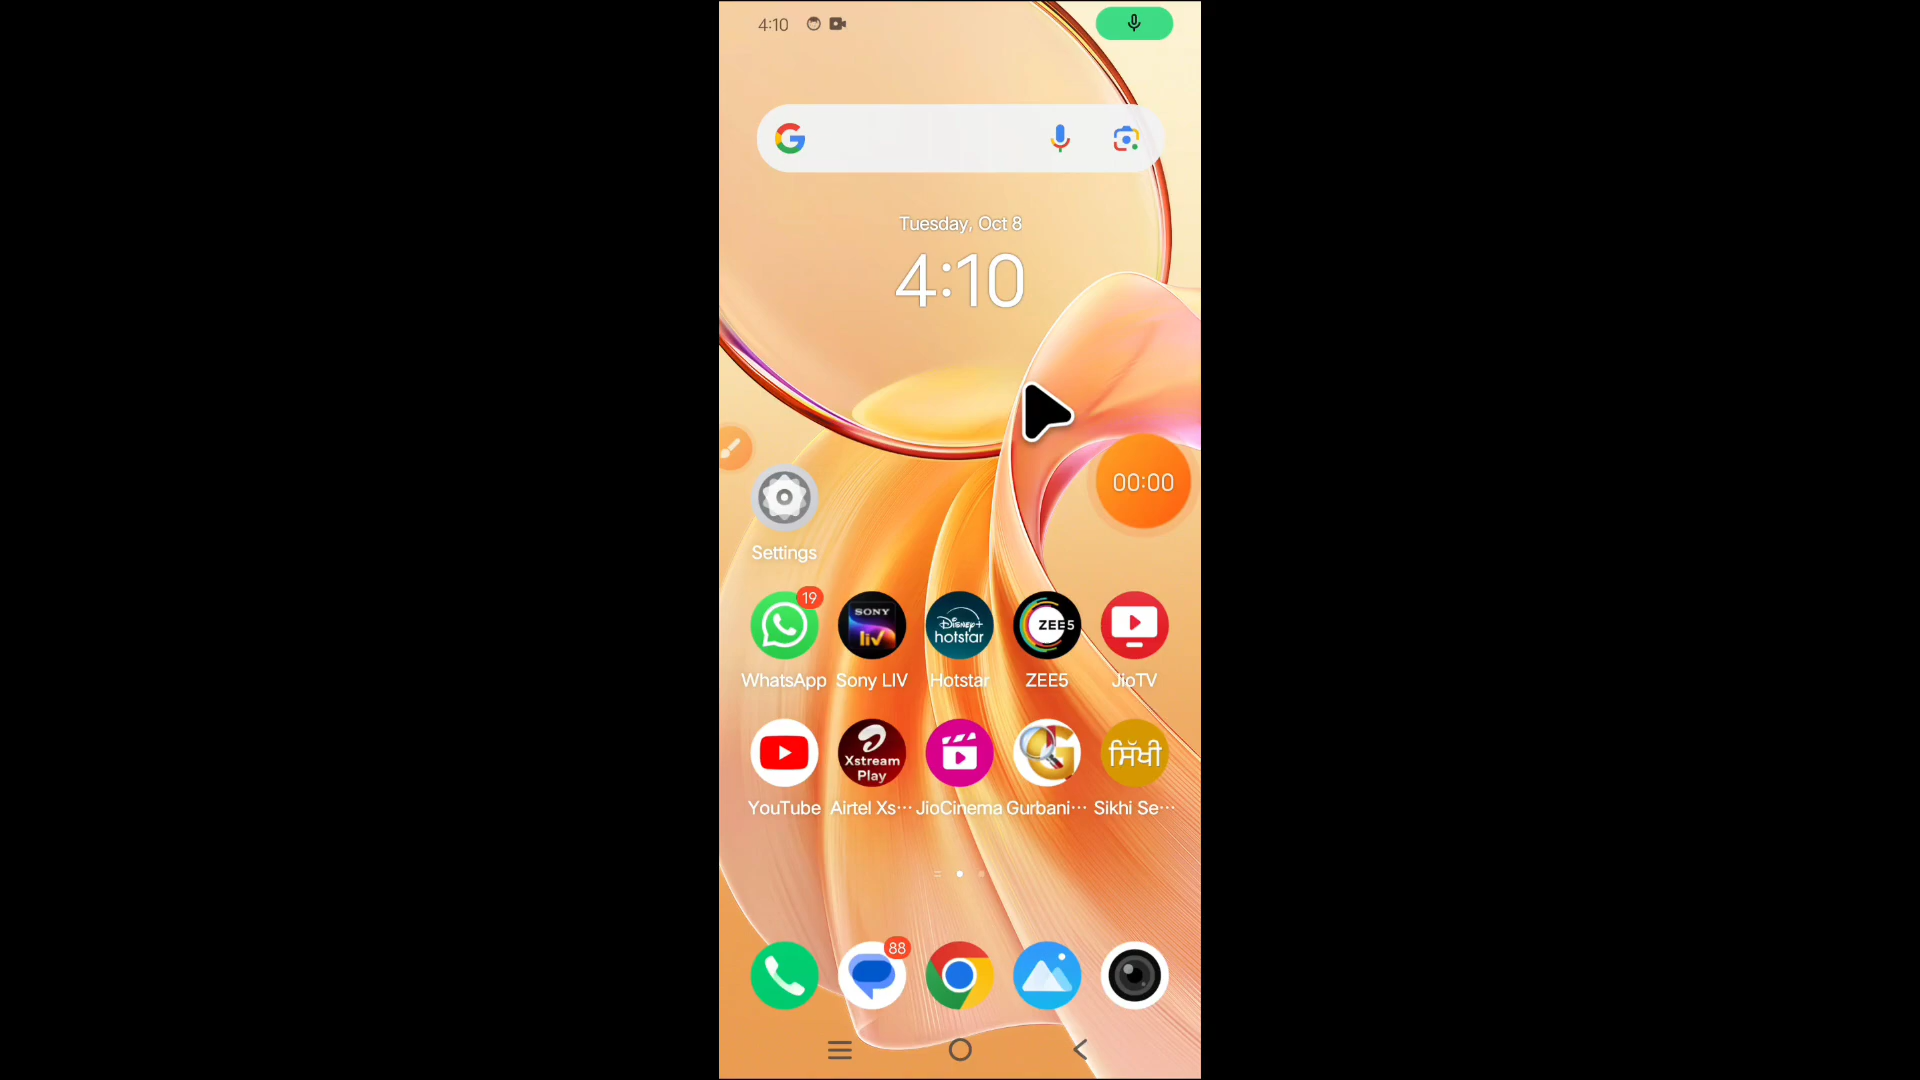 4:10
Tuesday, Oct 8
4:10
00:00
Settings
19
SONY
liv
Disney+
hotstar
ZEE5
WhatsApp Sony LIV Hotstar ZEE5 JioTV
Xstream
Play
ਸਿੱਖੀ
YouTube Airtel Xs··· JioCinema Gurbani··· Sikhi Se···
88